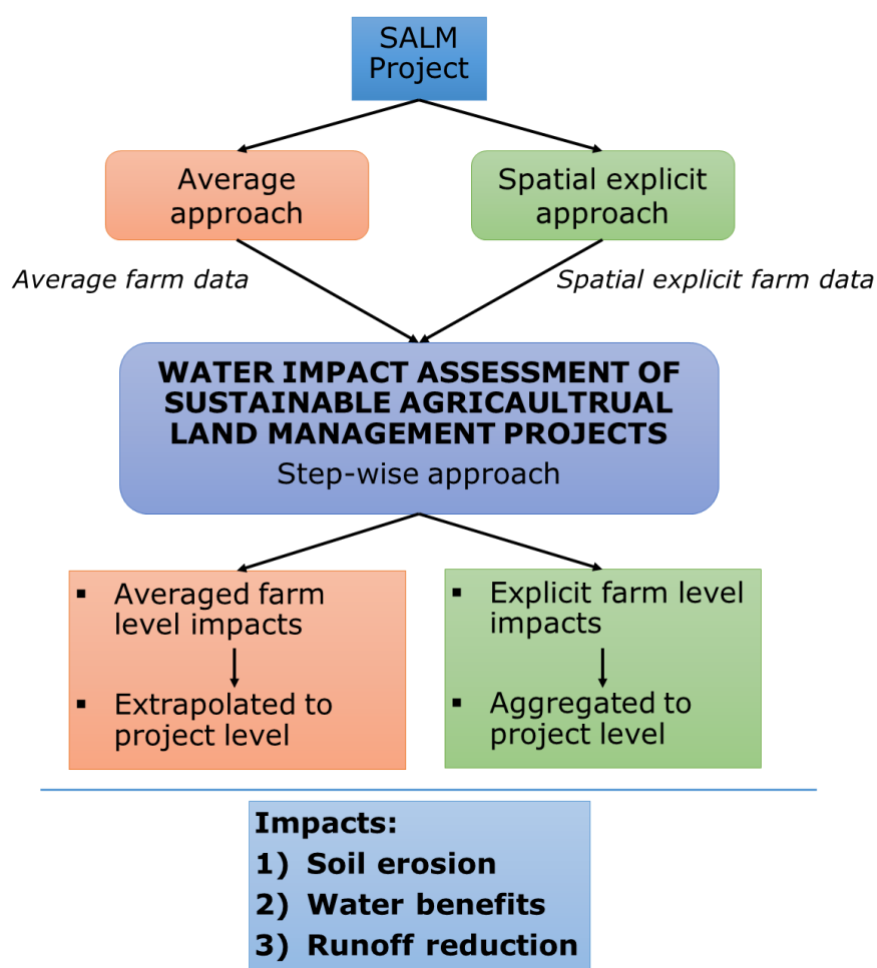 SALM
Project
Average
approach
Spatial explicit
approach
Average farm data
Spatial explicit farm data
WATER IMPACT ASSESSMENT OF
SUSTAINABLE AGRICAULTRUAL
LAND MANAGEMENT PROJECTS
Step-wise approach
▪ Averaged farm
level impacts
▪ Extrapolated to
project level
▪ Explicit farm level
impacts
▪ Aggregated to
project level
Impacts:
1) Soil erosion
2) Water benefits
3) Runoff reduction